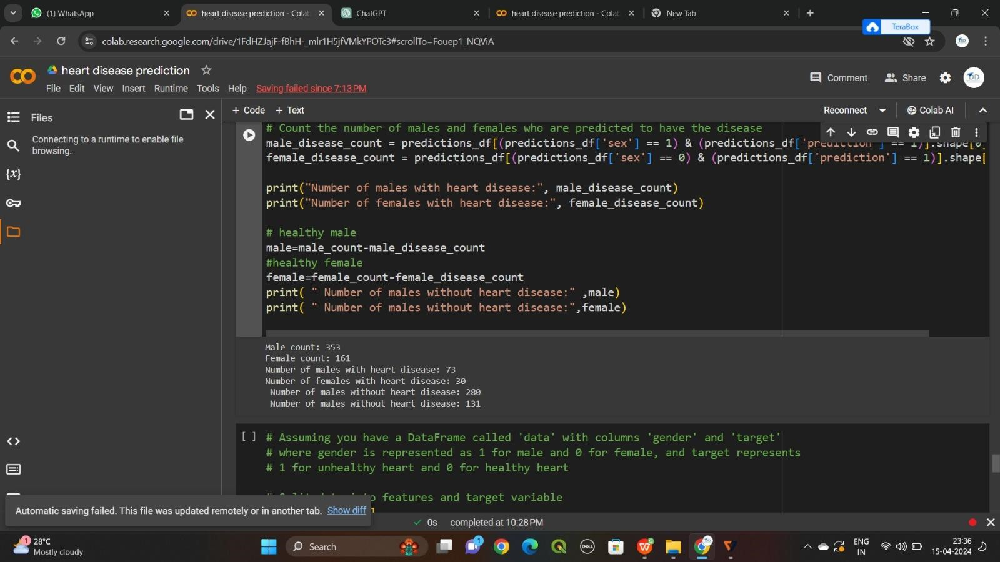 (1) WhatsApp
heart disease prediction - Cola
ChatGPT
heart disease prediction - Cola
New Tab
TeraBox
colab.research.google.com/drive/1FdHZJajF-fBhH-_mlr1H5jfVMkYPOTc3#scrollTo=Fouep1_NQViA
heart disease prediction
File Edit View Insert Runtime Tools Help Saving failed since 7:13 PM
Comment Share
Files
+ Code + Text
Reconnect
Colab AI
Connecting to a runtime to enable file
browsing.
{x}
# Count the number of males and females who are predicted to have the disease
male_disease_count = predictions_df[(predictions_df['sex'] == 1) & (predictions_df['prediction'] == 1)].shape[0
female_disease_count = predictions_df[(predictions_df['sex'] == 0) & (predictions_df['prediction'] == 1)].shape[
print("Number of males with heart disease:", male_disease_count)
print("Number of females with heart disease:", female_disease_count)
# healthy male
male=male_count-male_disease_count
#healthy female
female=female_count-female_disease_count
print( " Number of males without heart disease:" ,male)
print( " Number of males without heart disease:",female)
Male count: 353
Female count: 161
Number of males with heart disease: 73
Number of females with heart disease: 30
Number of males without heart disease: 280
Number of males without heart disease: 131
[ ] # Assuming you have a DataFrame called 'data' with columns 'gender' and 'target'
# where gender is represented as 1 for male and 0 for female, and target represents
# 1 for unhealthy heart and 0 for healthy heart
features and target variable
Automatic saving failed. This file was updated remotely or in another tab. Show diff
0s completed at 10:28 PM
1
28°C
Mostly cloudy
Search
1
DELL
ENG
IN
23:36
15-04-2024